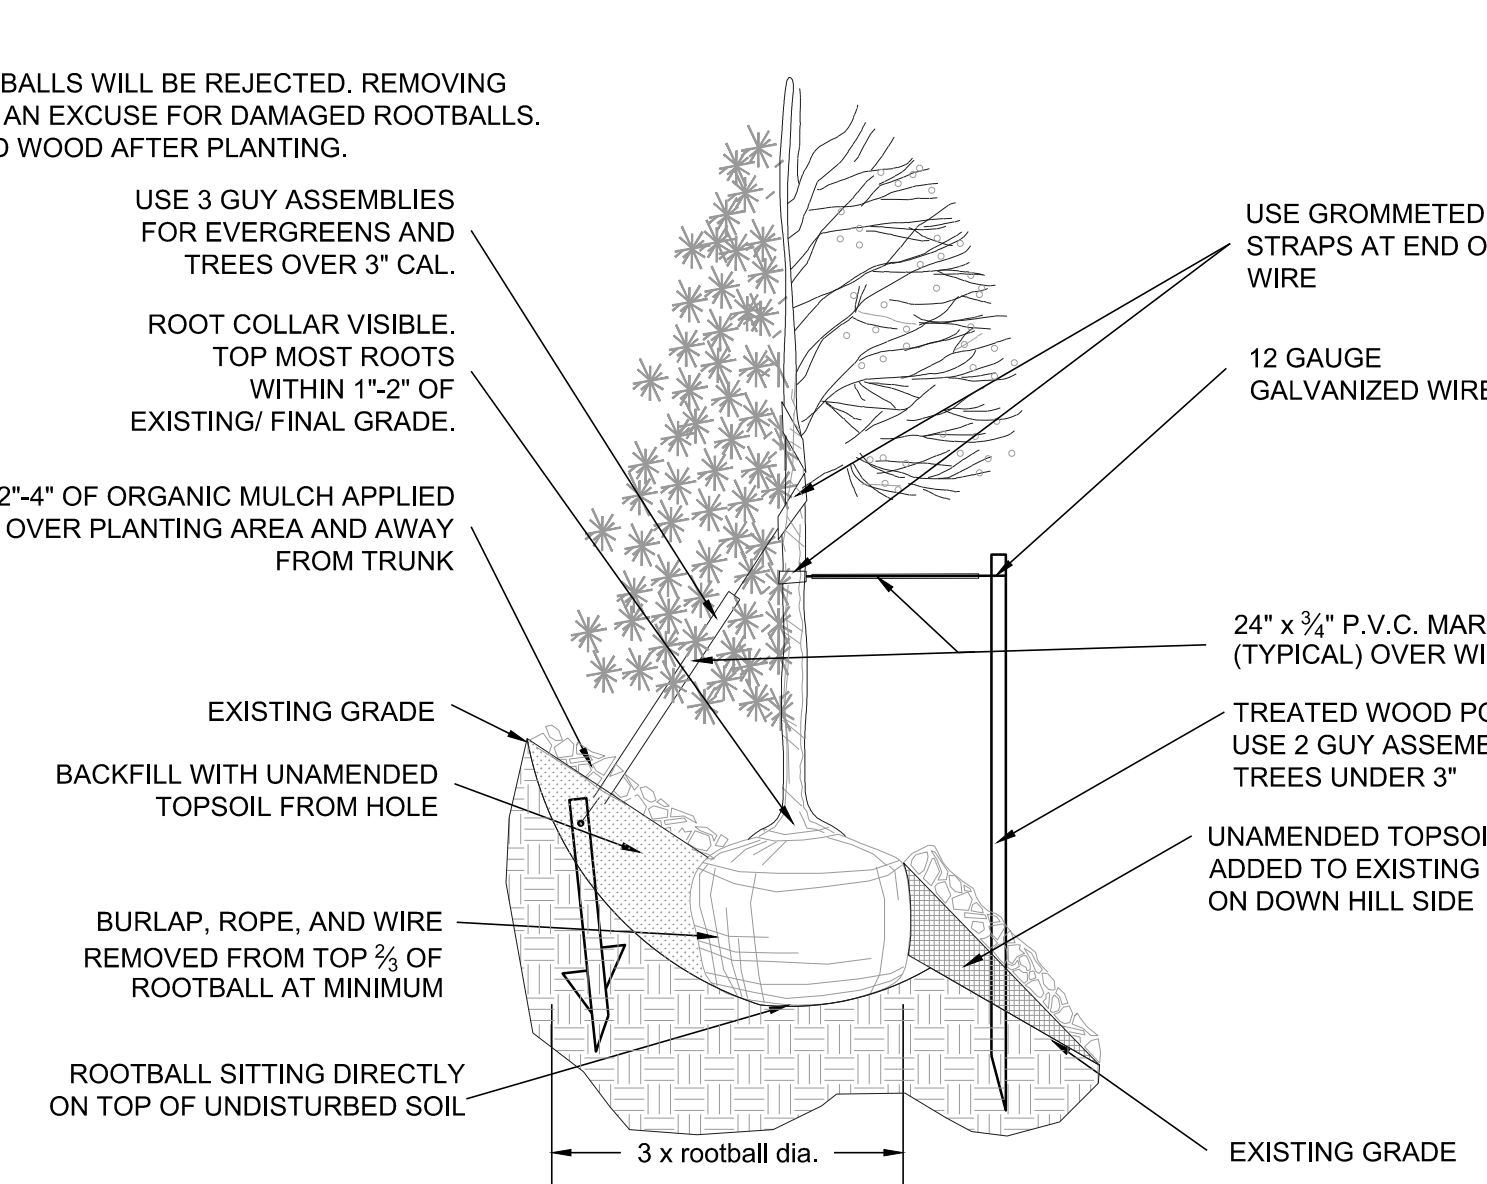 BALLS WILL BE REJECTED. REMOVING
AN EXCUSE FOR DAMAGED ROOTBALLS.
D WOOD AFTER PLANTING.
USE 3 GUY ASSEMBLIES
FOR EVERGREENS AND
TREES OVER 3" CAL.
ROOT COLLAR VISIBLE.
TOP MOST ROOTS
WITHIN 1"-2" OF
EXISTING/ FINAL GRADE.
2"-4" OF ORGANIC MULCH APPLIED
OVER PLANTING AREA AND AWAY
FROM TRUNK
EXISTING GRADE
BACKFILL WITH UNAMENDED
TOPSOIL FROM HOLE
BURLAP, ROPE, AND WIRE
REMOVED FROM TOP ⅔ OF
ROOTBALL AT MINIMUM
ROOTBALL SITTING DIRECTLY
ON TOP OF UNDISTURBED SOIL
3 x rootball dia.
USE GROMMETED
STRAPS AT END O
WIRE
12 GAUGE
GALVANIZED WIRE
24" x ¾" P.V.C. MAR
(TYPICAL) OVER WI
TREATED WOOD PO
USE 2 GUY ASSEMB
TREES UNDER 3"
UNAMENDED TOPSOI
ADDED TO EXISTING
ON DOWN HILL SIDE
EXISTING GRADE